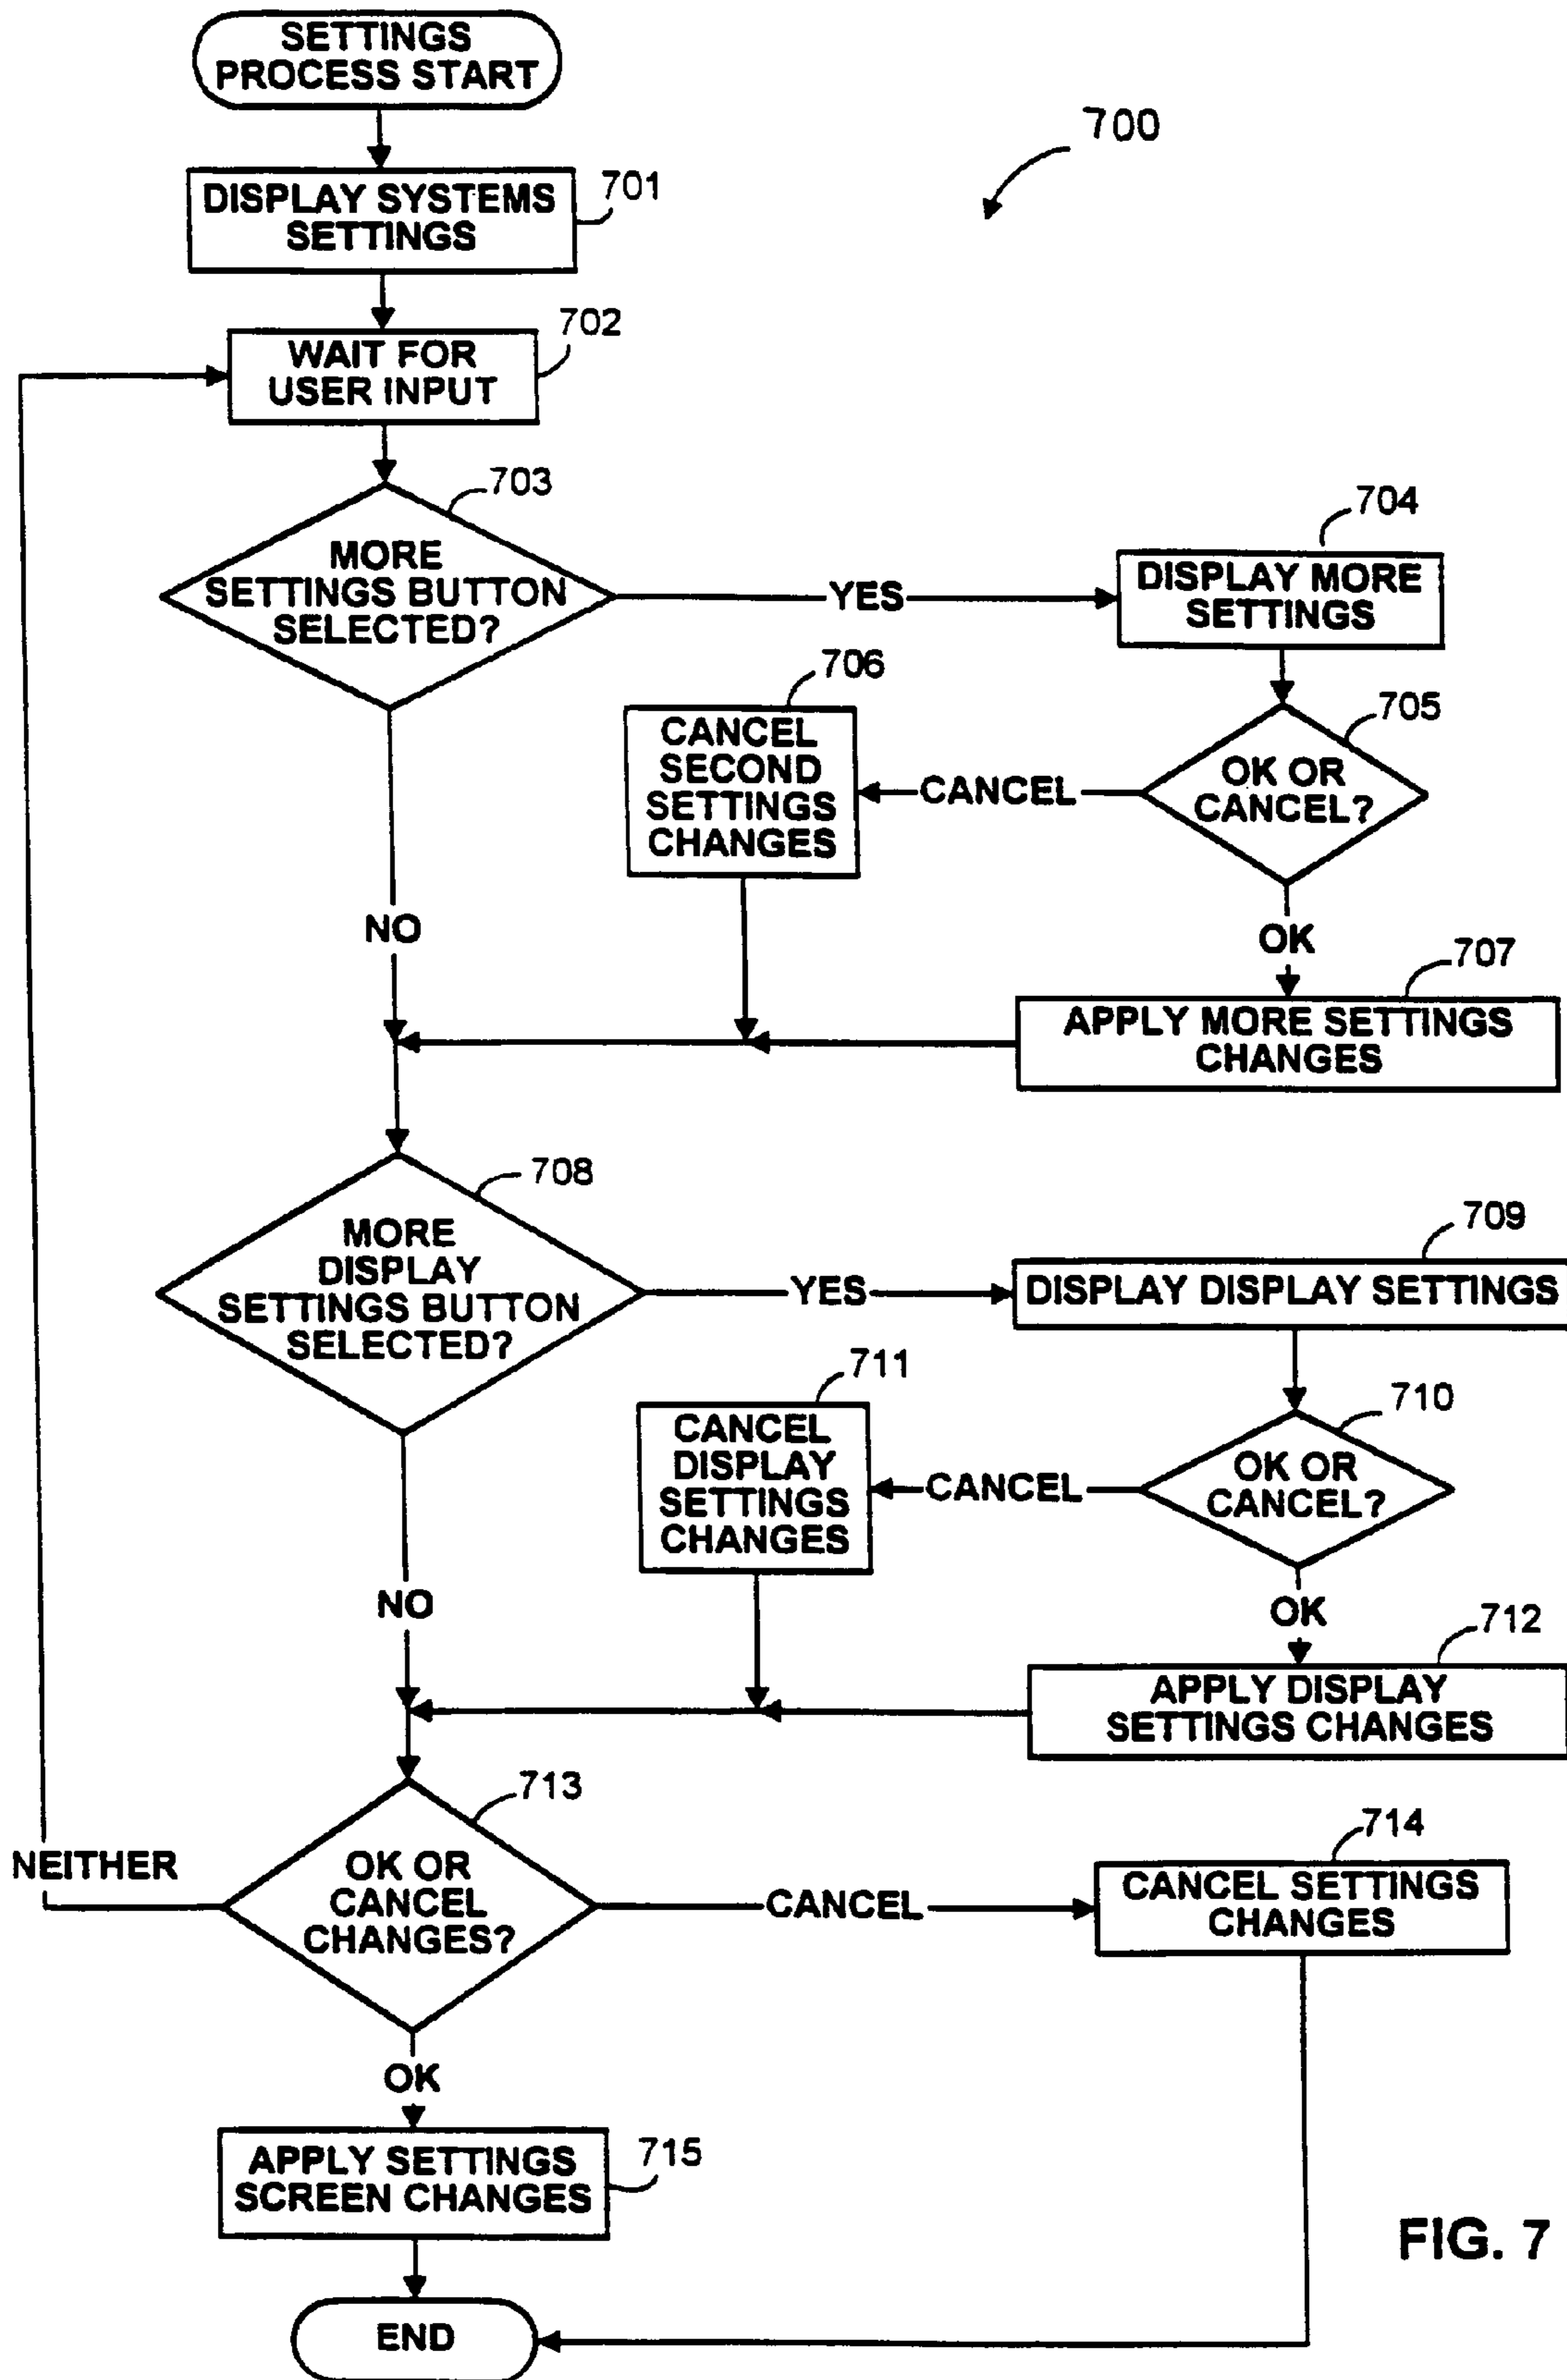 SETTINGS
PROCESS START
700
701
DISPLAY SYSTEMS
SETTINGS
702
WAIT FOR
USER INPUT
703
MORE
SETTINGS BUTTON
SELECTED?
YES
704
DISPLAY MORE
SETTINGS
705
OK OR
CANCEL?
CANCEL
706
CANCEL
SECOND
SETTINGS
CHANGES
OK
707
APPLY MORE SETTINGS
CHANGES
NO
708
MORE
DISPLAY
SETTINGS BUTTON
SELECTED?
YES
709
DISPLAY DISPLAY SETTINGS
710
OK OR
CANCEL?
CANCEL
711
CANCEL
DISPLAY
SETTINGS
CHANGES
OK
712
APPLY DISPLAY
SETTINGS CHANGES
NO
713
OK OR
CANCEL
CHANGES?
NEITHER
CANCEL
714
CANCEL SETTINGS
CHANGES
OK
715
APPLY SETTINGS
SCREEN CHANGES
END
FIG. 7